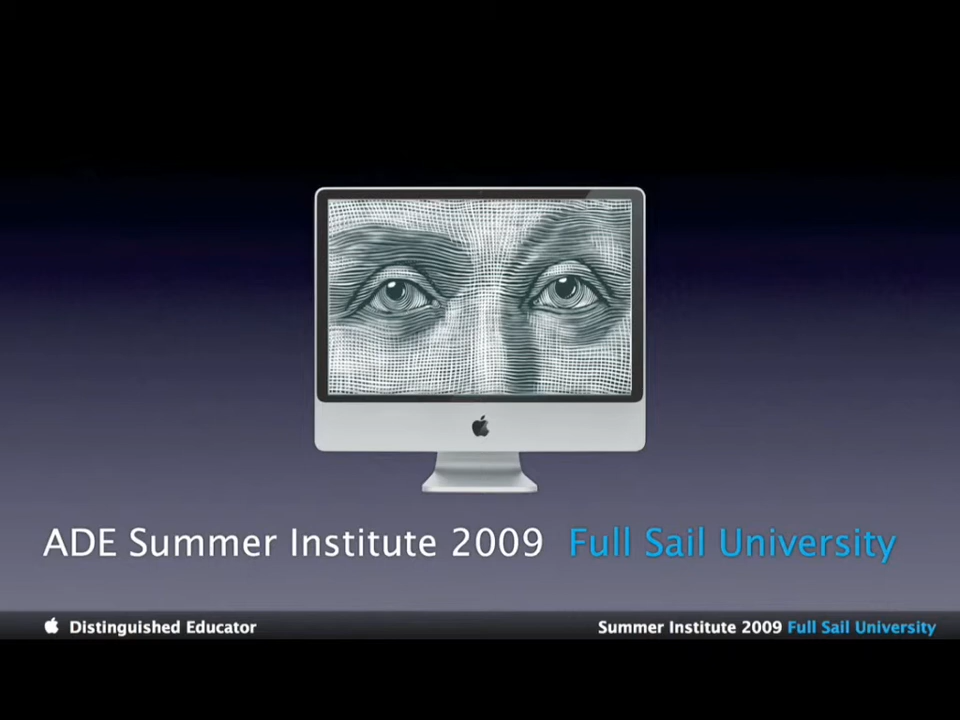 ADE Summer Institute 2009 Full Sail University
Distinguished Educator
Summer Institute 2009 Full Sail University